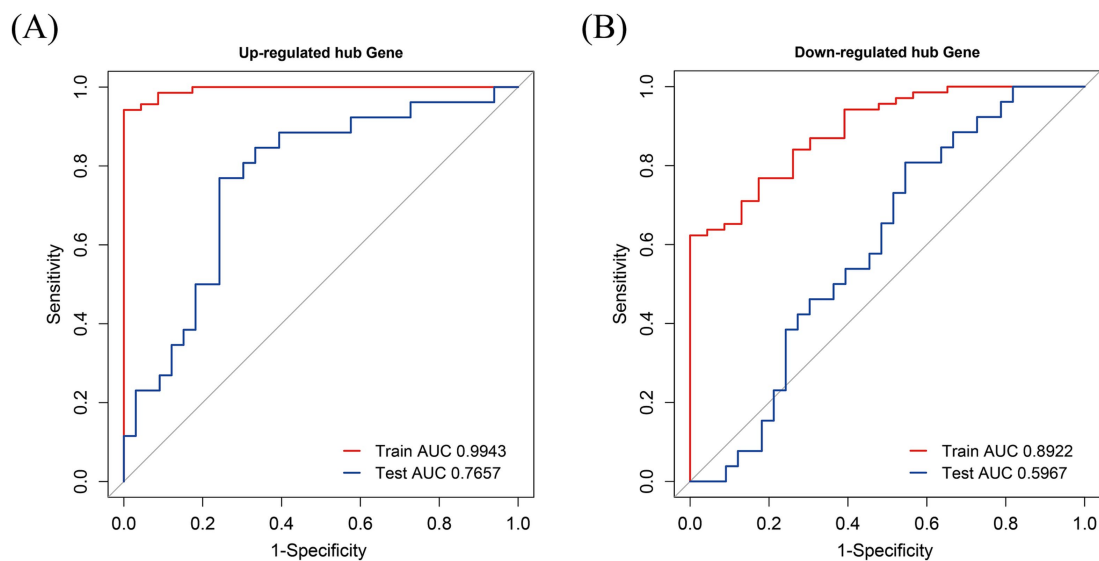 (A)
Up-regulated hub Gene
Sensitivity
1.0
0.8
0.6
0.4
0.2
0.0
Train AUC 0.9943
Test AUC 0.7657
0.0 0.2 0.4 0.6 0.8 1.0
1-Specificity
(B)
Down-regulated hub Gene
Sensitivity
1.0
0.8
0.6
0.4
0.2
0.0
Train AUC 0.8922
Test AUC 0.5967
0.0 0.2 0.4 0.6 0.8 1.0
1-Specificity